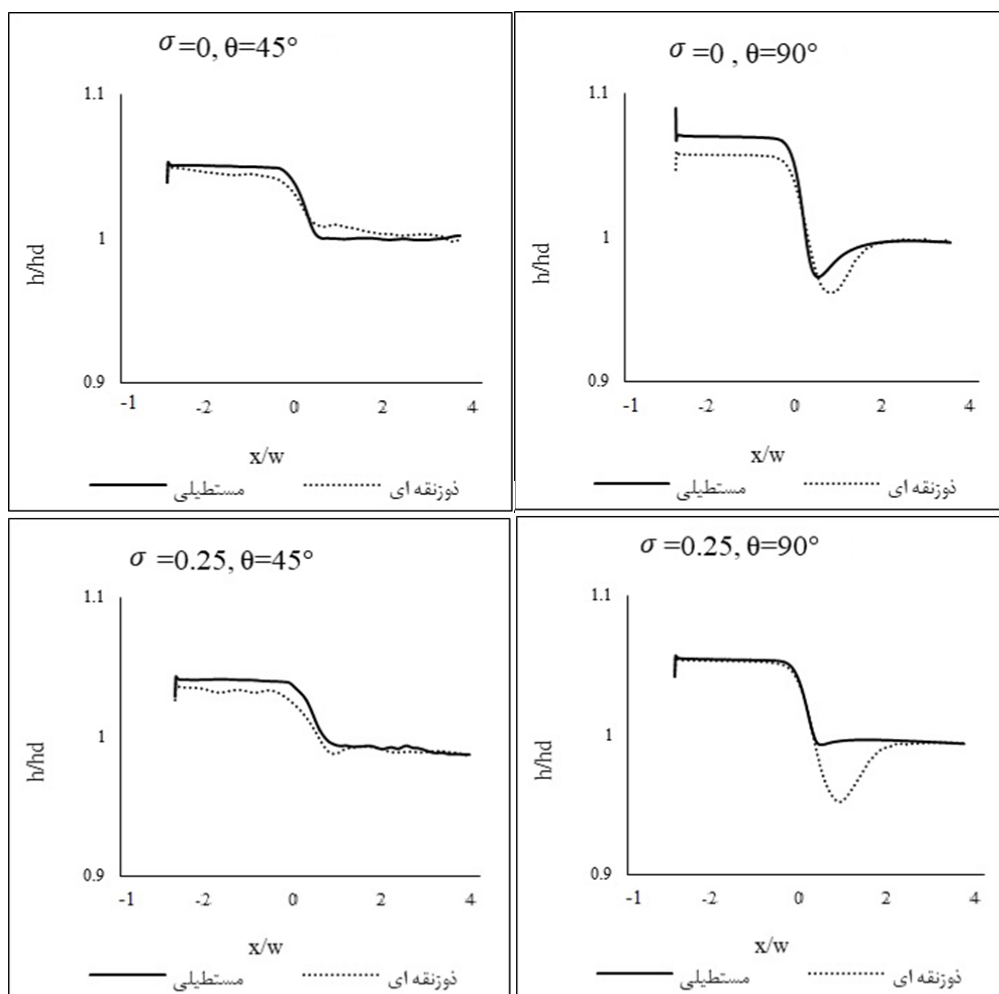 σ=0, θ=45°
1.1
1
0.9
h/hd
-1 -2 0 2 4
x/w
مستطیلی ذوزنقه ای
σ=0 , θ=90°
1.1
1
0.9
h/hd
-1 -2 0 2 4
x/w
مستطیلی ذوزنقه ای
σ=0.25, θ=45°
1.1
1
0.9
h/hd
-1 -2 0 2 4
x/w
مستطیلی ذوزنقه ای
σ=0.25, θ=90°
1.1
1
0.9
h/hd
-1 -2 0 2 4
x/w
مستطیلی ذوزنقه ای